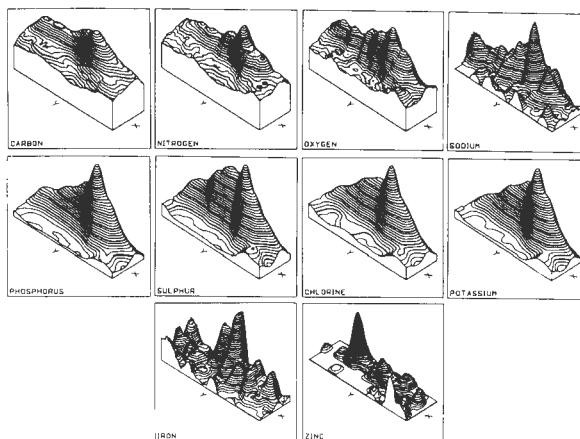 CARBON
NITROGEN
OXYGEN
SODIUM
PHOSPHORUS
SULPHUR
CHLORINE
POTASSIUM
IRON
ZINC